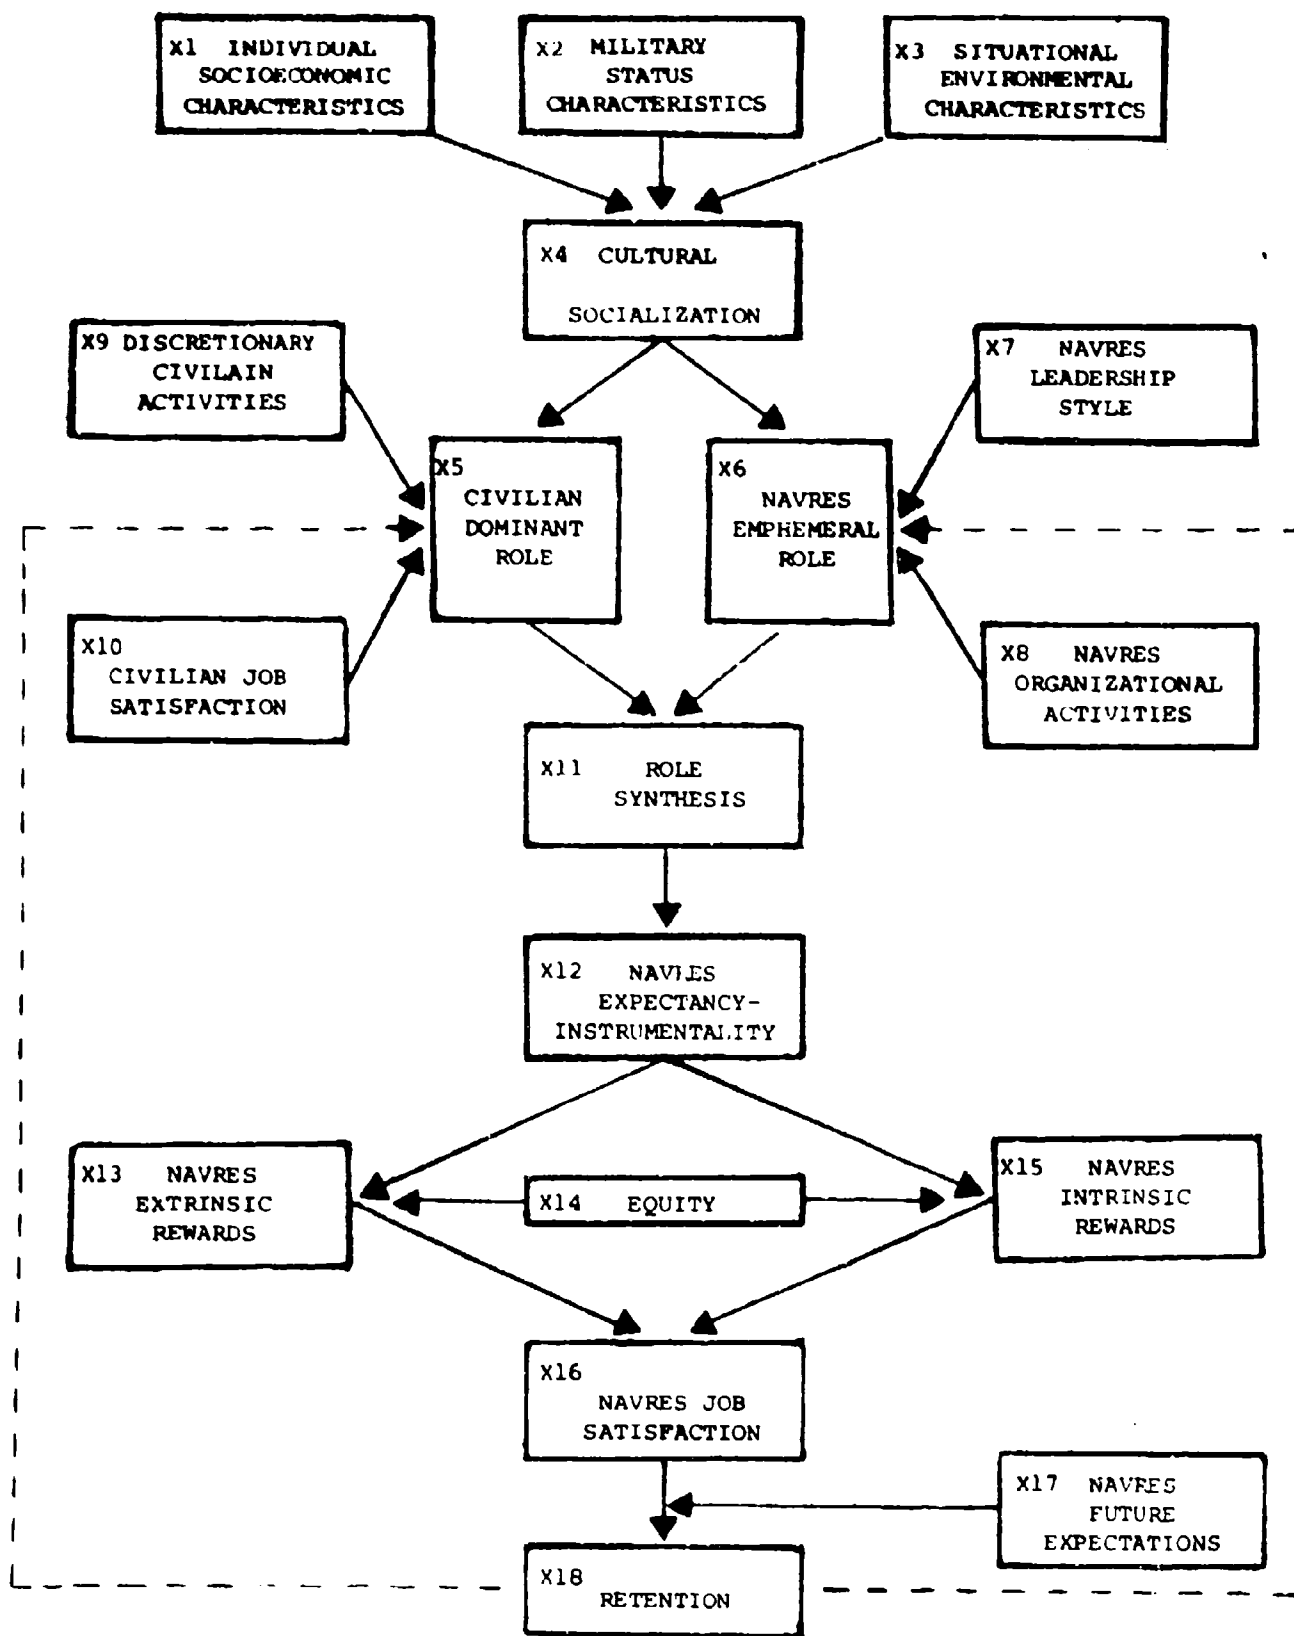 X1 INDIVIDUAL
SOCIOECONOMIC
CHARACTERISTICS
X2 MILITARY
STATUS
CHARACTERISTICS
X3 SITUATIONAL
ENVIRONMENTAL
CHARACTERISTICS
X4 CULTURAL
SOCIALIZATION
X9 DISCRETIONARY
CIVILAIN
ACTIVITIES
X7 NAVRES
LEADERSHIP
STYLE
X5
CIVILIAN
DOMINANT
ROLE
X6
NAVRES
EMPHEMERAL
ROLE
X10
CIVILIAN JOB
SATISFACTION
X8 NAVRES
ORGANIZATIONAL
ACTIVITIES
X11 ROLE
SYNTHESIS
X12 NAVRES
EXPECTANCY-
INSTRUMENTALITY
X13 NAVRES
EXTRINSIC
REWARDS
X14 EQUITY
X15 NAVRES
INTRINSIC
REWARDS
X16
NAVRES JOB
SATISFACTION
X17 NAVRES
FUTURE
EXPECTATIONS
X18
RETENTION